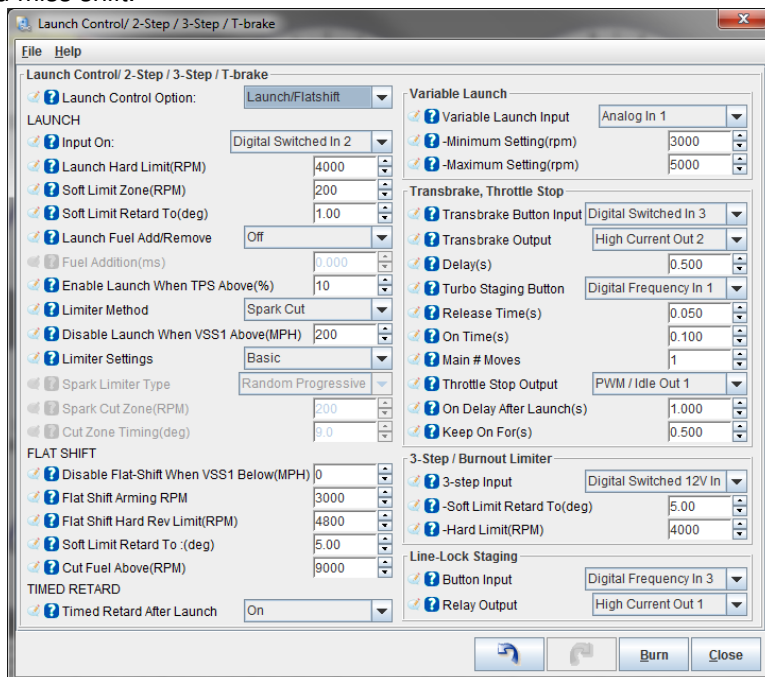 Launch Control/ 2-Step / 3-Step / T-brake
File Help
Launch Control/ 2-Step / 3-Step / T-brake
Launch Control Option: Launch/Flatshift
LAUNCH
Input On: Digital Switched In 2
Launch Hard Limit(RPM) 4000
Soft Limit Zone(RPM) 200
Soft Limit Retard To(deg) 1.00
Launch Fuel Add/Remove Off
Fuel Addition(ms) 0.000
Enable Launch When TPS Above(%) 10
Limiter Method Spark Cut
Disable Launch When VSS1 Above(MPH) 200
Limiter Settings Basic
Spark Limiter Type Random Progressive
Spark Cut Zone(RPM) 200
Cut Zone Timing(deg) 9.0
FLAT SHIFT
Disable Flat-Shift When VSS1 Below(MPH) 0
Flat Shift Arming RPM 3000
Flat Shift Hard Rev Limit(RPM) 4800
Soft Limit Retard To :(deg) 5.00
Cut Fuel Above(RPM) 9000
TIMED RETARD
Timed Retard After Launch On
Variable Launch
Variable Launch Input Analog In 1
-Minimum Setting(rpm) 3000
-Maximum Setting(rpm) 5000
Transbrake, Throttle Stop
Transbrake Button Input Digital Switched In 3
Transbrake Output High Current Out 2
Delay(s) 0.500
Turbo Staging Button Digital Frequency In 1
Release Time(s) 0.050
On Time(s) 0.100
Main # Moves 1
Throttle Stop Output PWM / Idle Out 1
On Delay After Launch(s) 1.000
Keep On For(s) 0.500
3-Step / Burnout Limiter
3-step Input Digital Switched 12V In
-Soft Limit Retard To(deg) 5.00
-Hard Limit(RPM) 4000
Line-Lock Staging
Button Input Digital Frequency In 3
Relay Output High Current Out 1
Burn Close